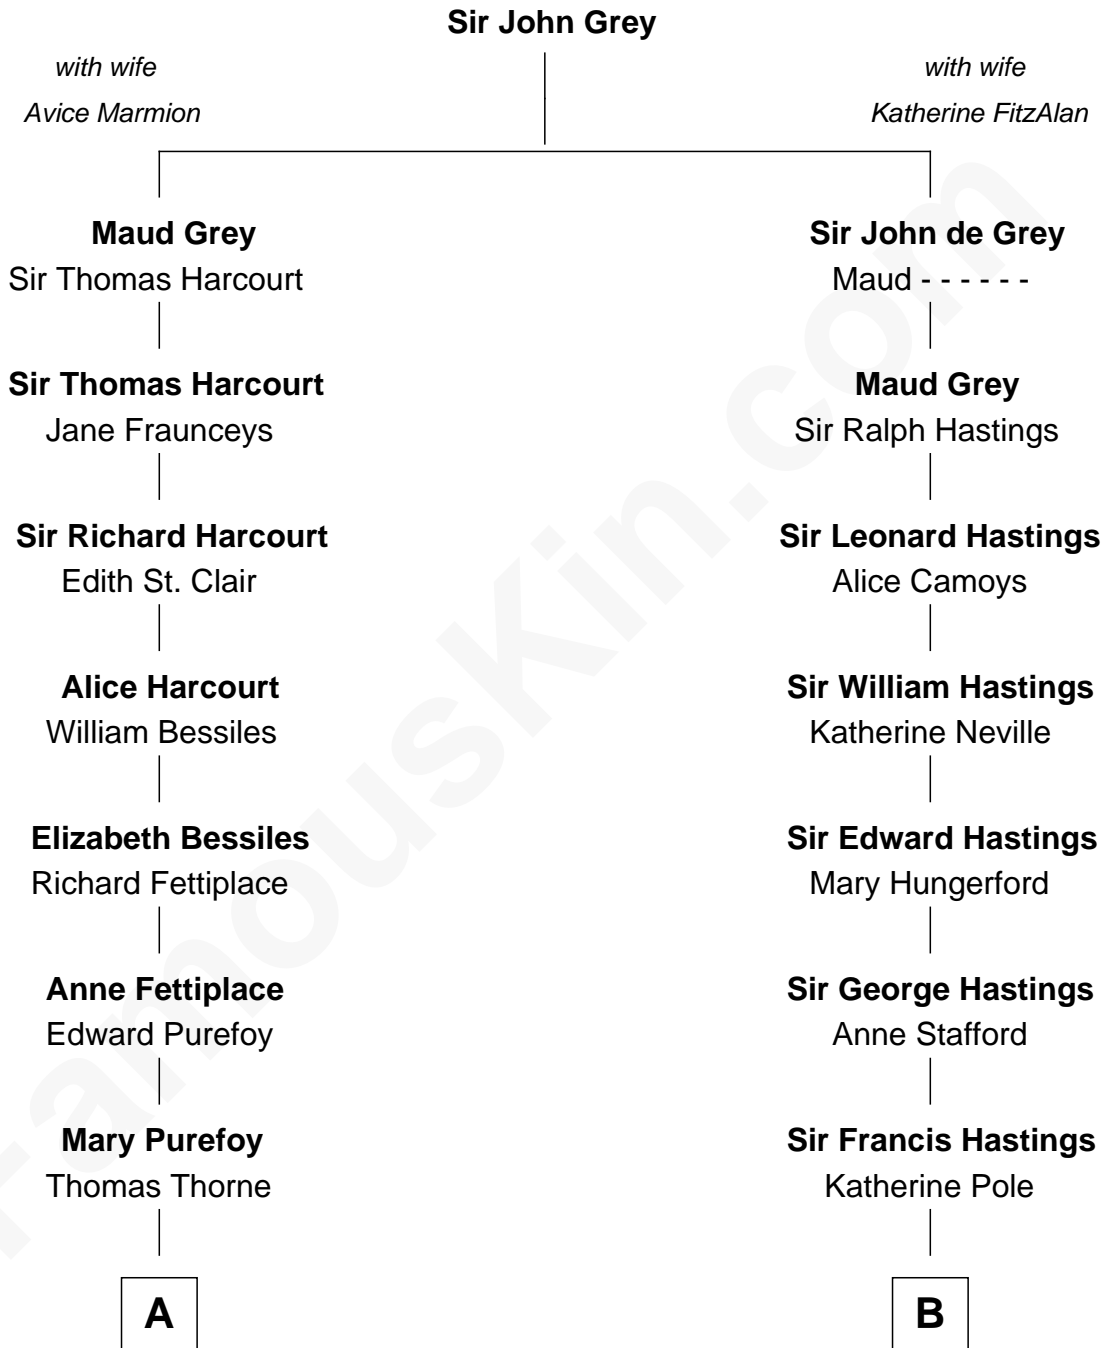 Sir John Grey
with wife
Avice Marmion
with wife
Katherine FitzAlan
Maud Grey
Sir Thomas Harcourt
Sir John de Grey
Maud - - - - - -
Sir Thomas Harcourt
Jane Fraunceys
Maud Grey
Sir Ralph Hastings
Sir Richard Harcourt
Edith St. Clair
Sir Leonard Hastings
Alice Camoys
Alice Harcourt
William Bessiles
Sir William Hastings
Katherine Neville
Elizabeth Bessiles
Richard Fettiplace
Sir Edward Hastings
Mary Hungerford
Anne Fettiplace
Edward Purefoy
Sir George Hastings
Anne Stafford
Mary Purefoy
Thomas Thorne
Sir Francis Hastings
Katherine Pole
A
B
FamousKin.com